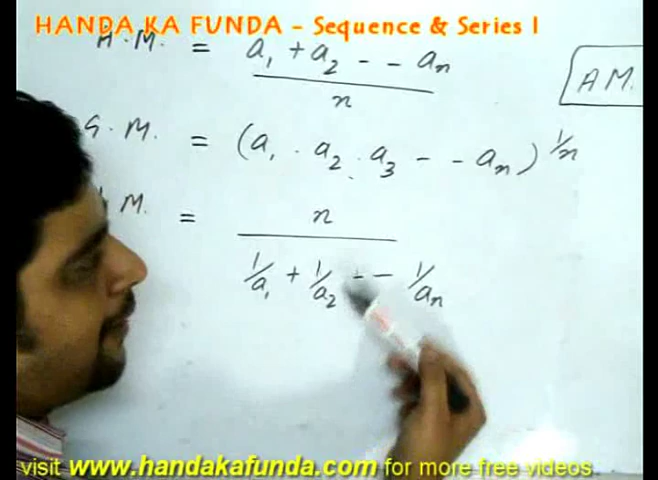 HANDA KA FUNDA - Sequence & Series I
A.M. = a₁ + a₂ - - aₙ / n
AM.
G.M. = (a₁ . a₂ . a₃ - - aₙ)^1/n
M. = n / 1/a₁ + 1/a₂ + - 1/aₙ
visit www.handakafunda.com for more free videos.